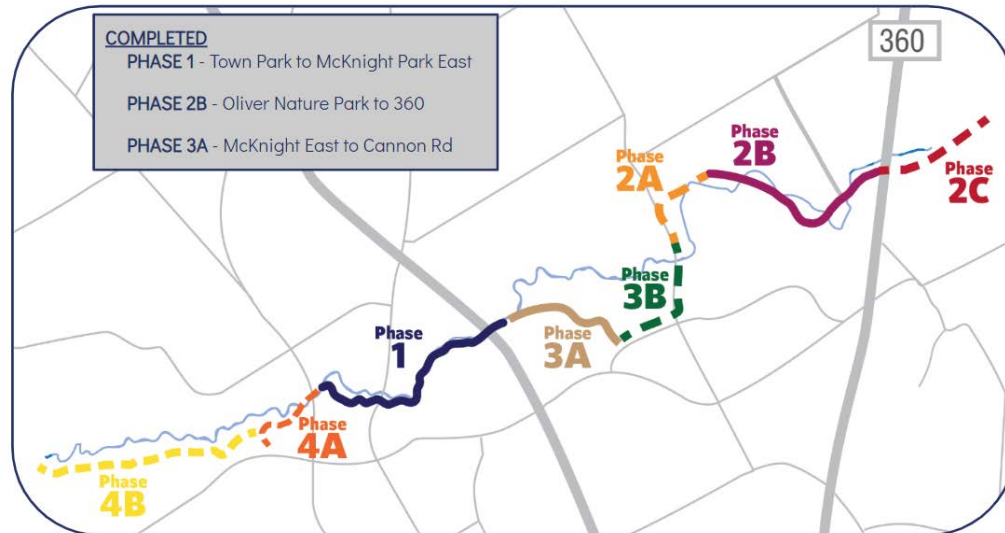 COMPLETED
PHASE 1 - Town Park to McKnight Park East
PHASE 2B - Oliver Nature Park to 360
PHASE 3A - McKnight East to Cannon Rd
360
Phase
2A
Phase
2B
Phase
2C
Phase
3B
Phase
3A
Phase
1
Phase
4A
Phase
4B